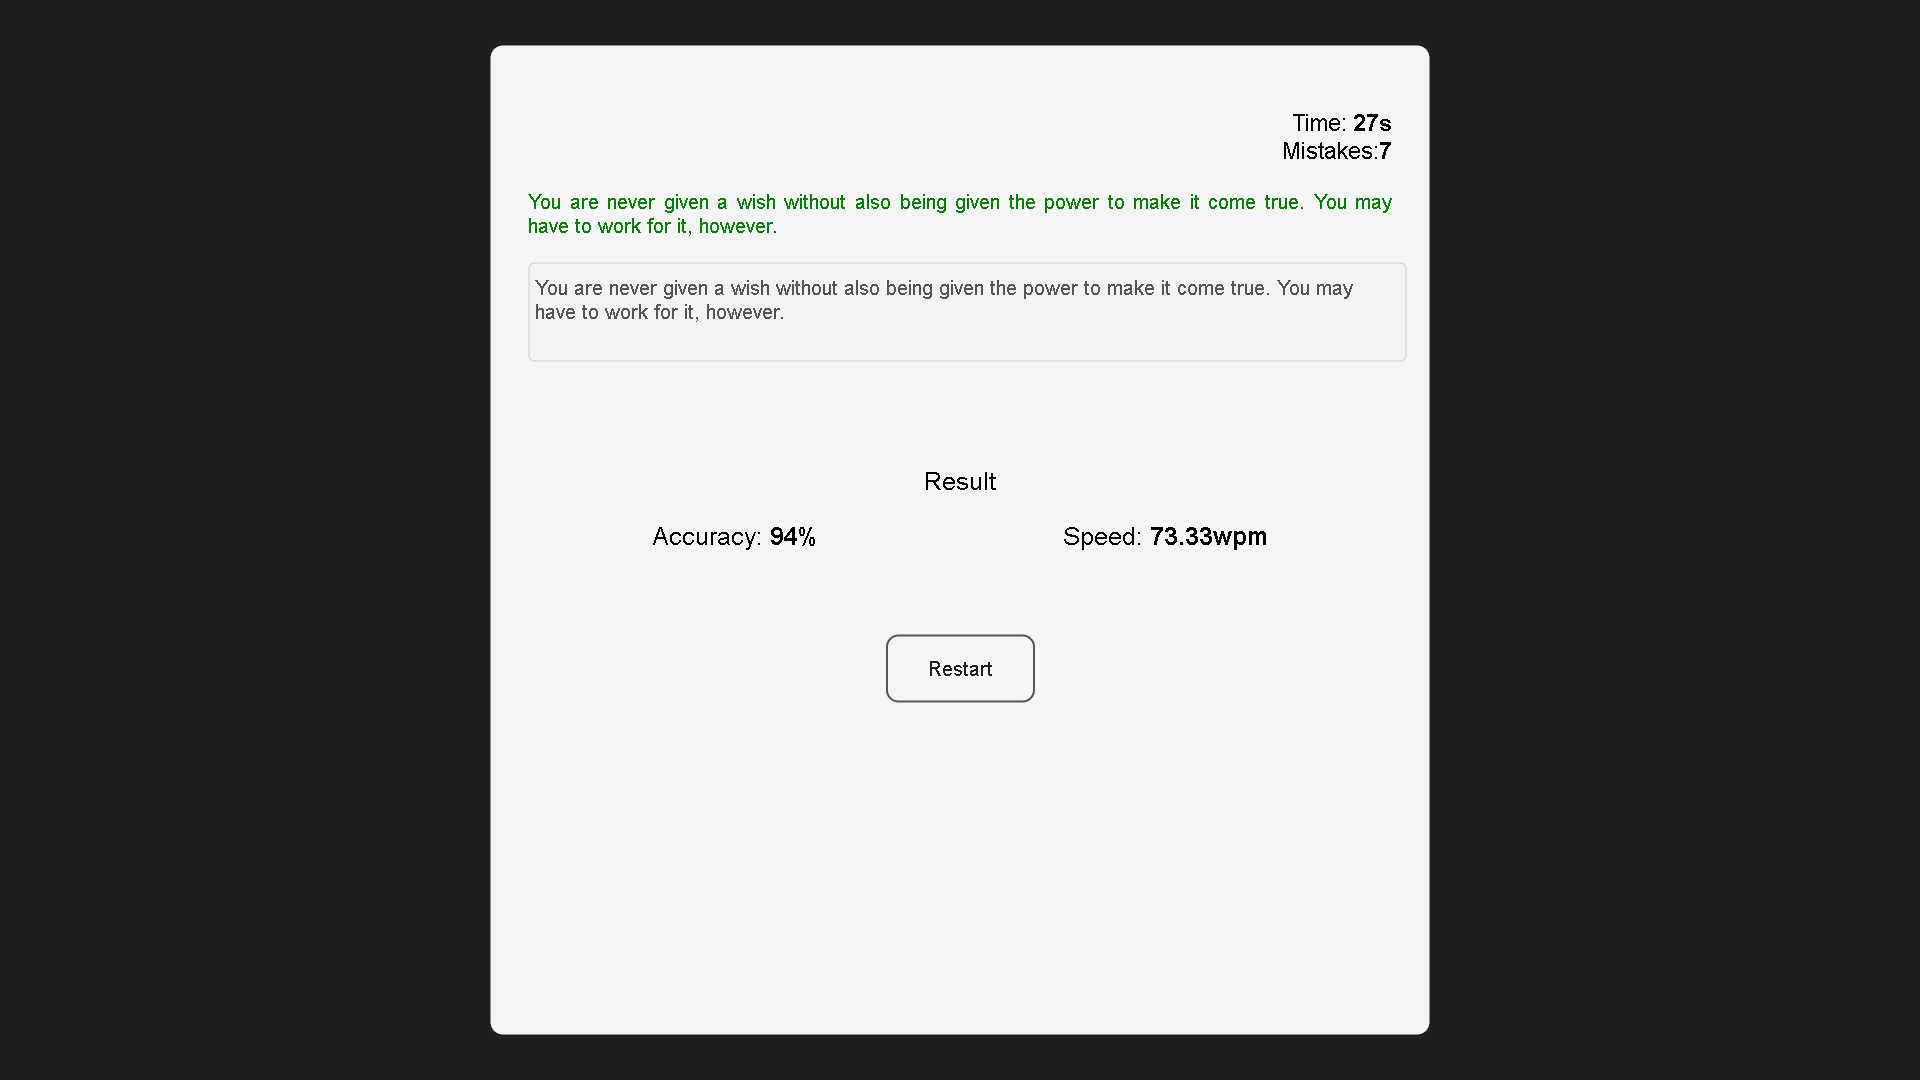 Time: 27s
Mistakes:7
You are never given a wish without also being given the power to make it come true. You may
have to work for it, however.
You are never given a wish without also being given the power to make it come true. You may
have to work for it, however.
Result
Accuracy: 94% Speed: 73.33wpm
Restart